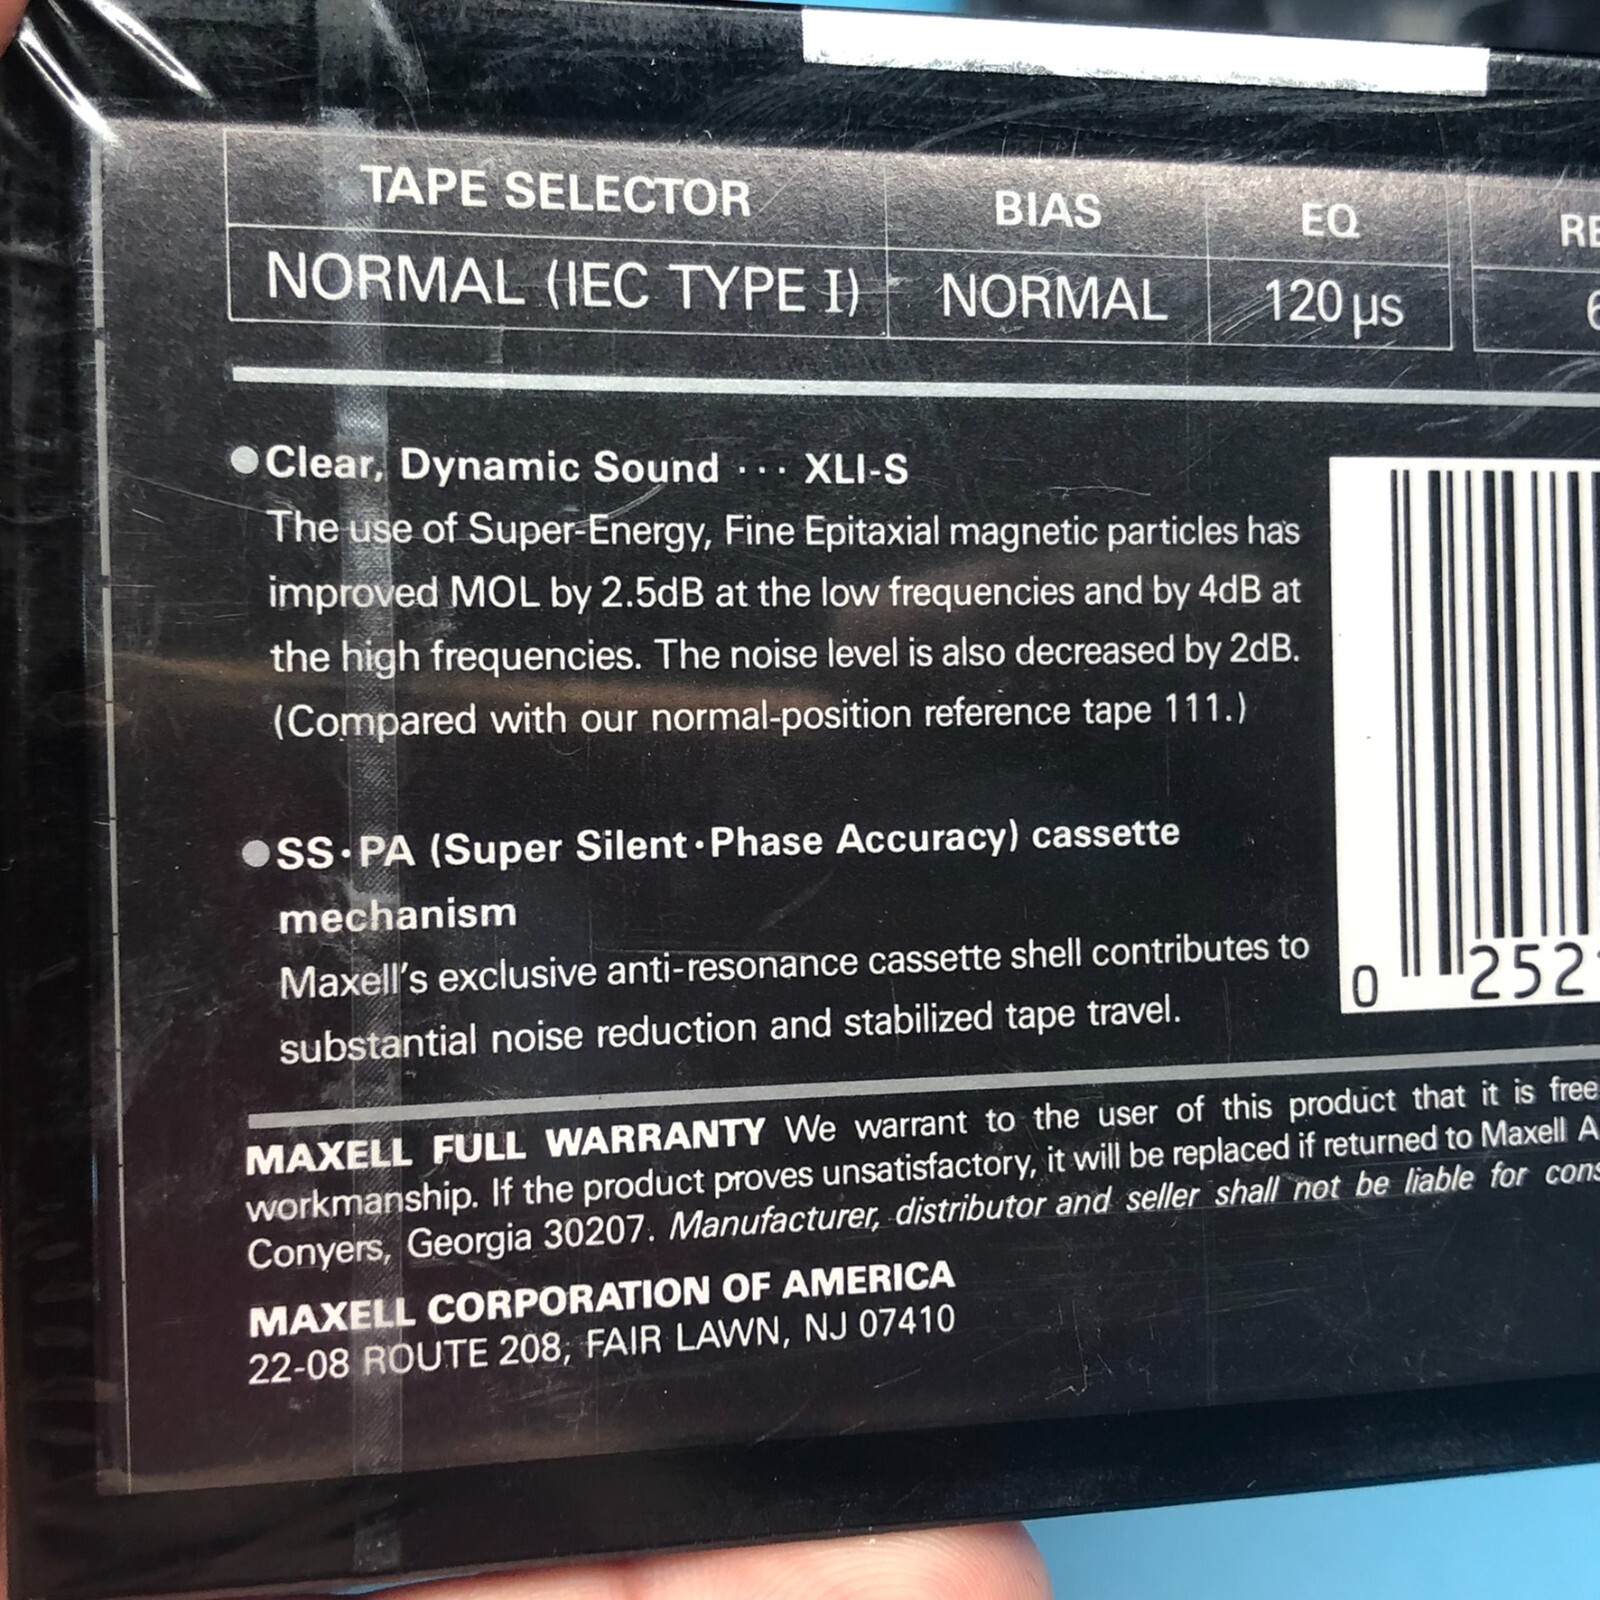 TAPE SELECTOR BIAS EQ
NORMAL (IEC TYPE I) NORMAL 120 µs
●Clear, Dynamic Sound ··· XLI-S
The use of Super-Energy, Fine Epitaxial magnetic particles has
improved MOL by 2.5dB at the low frequencies and by 4dB at
the high frequencies. The noise level is also decreased by 2dB.
(Compared with our normal-position reference tape 111.)
●SS·PA (Super Silent·Phase Accuracy) cassette
mechanism
Maxell's exclusive anti-resonance cassette shell contributes to
substantial noise reduction and stabilized tape travel.
0 252
MAXELL FULL WARRANTY We warrant to the user of this product that it is free
workmanship. If the product proves unsatisfactory, it will be replaced if returned to Maxell A
Conyers, Georgia 30207. Manufacturer, distributor and seller shall not be liable for cons
MAXELL CORPORATION OF AMERICA
22-08 ROUTE 208, FAIR LAWN, NJ 07410